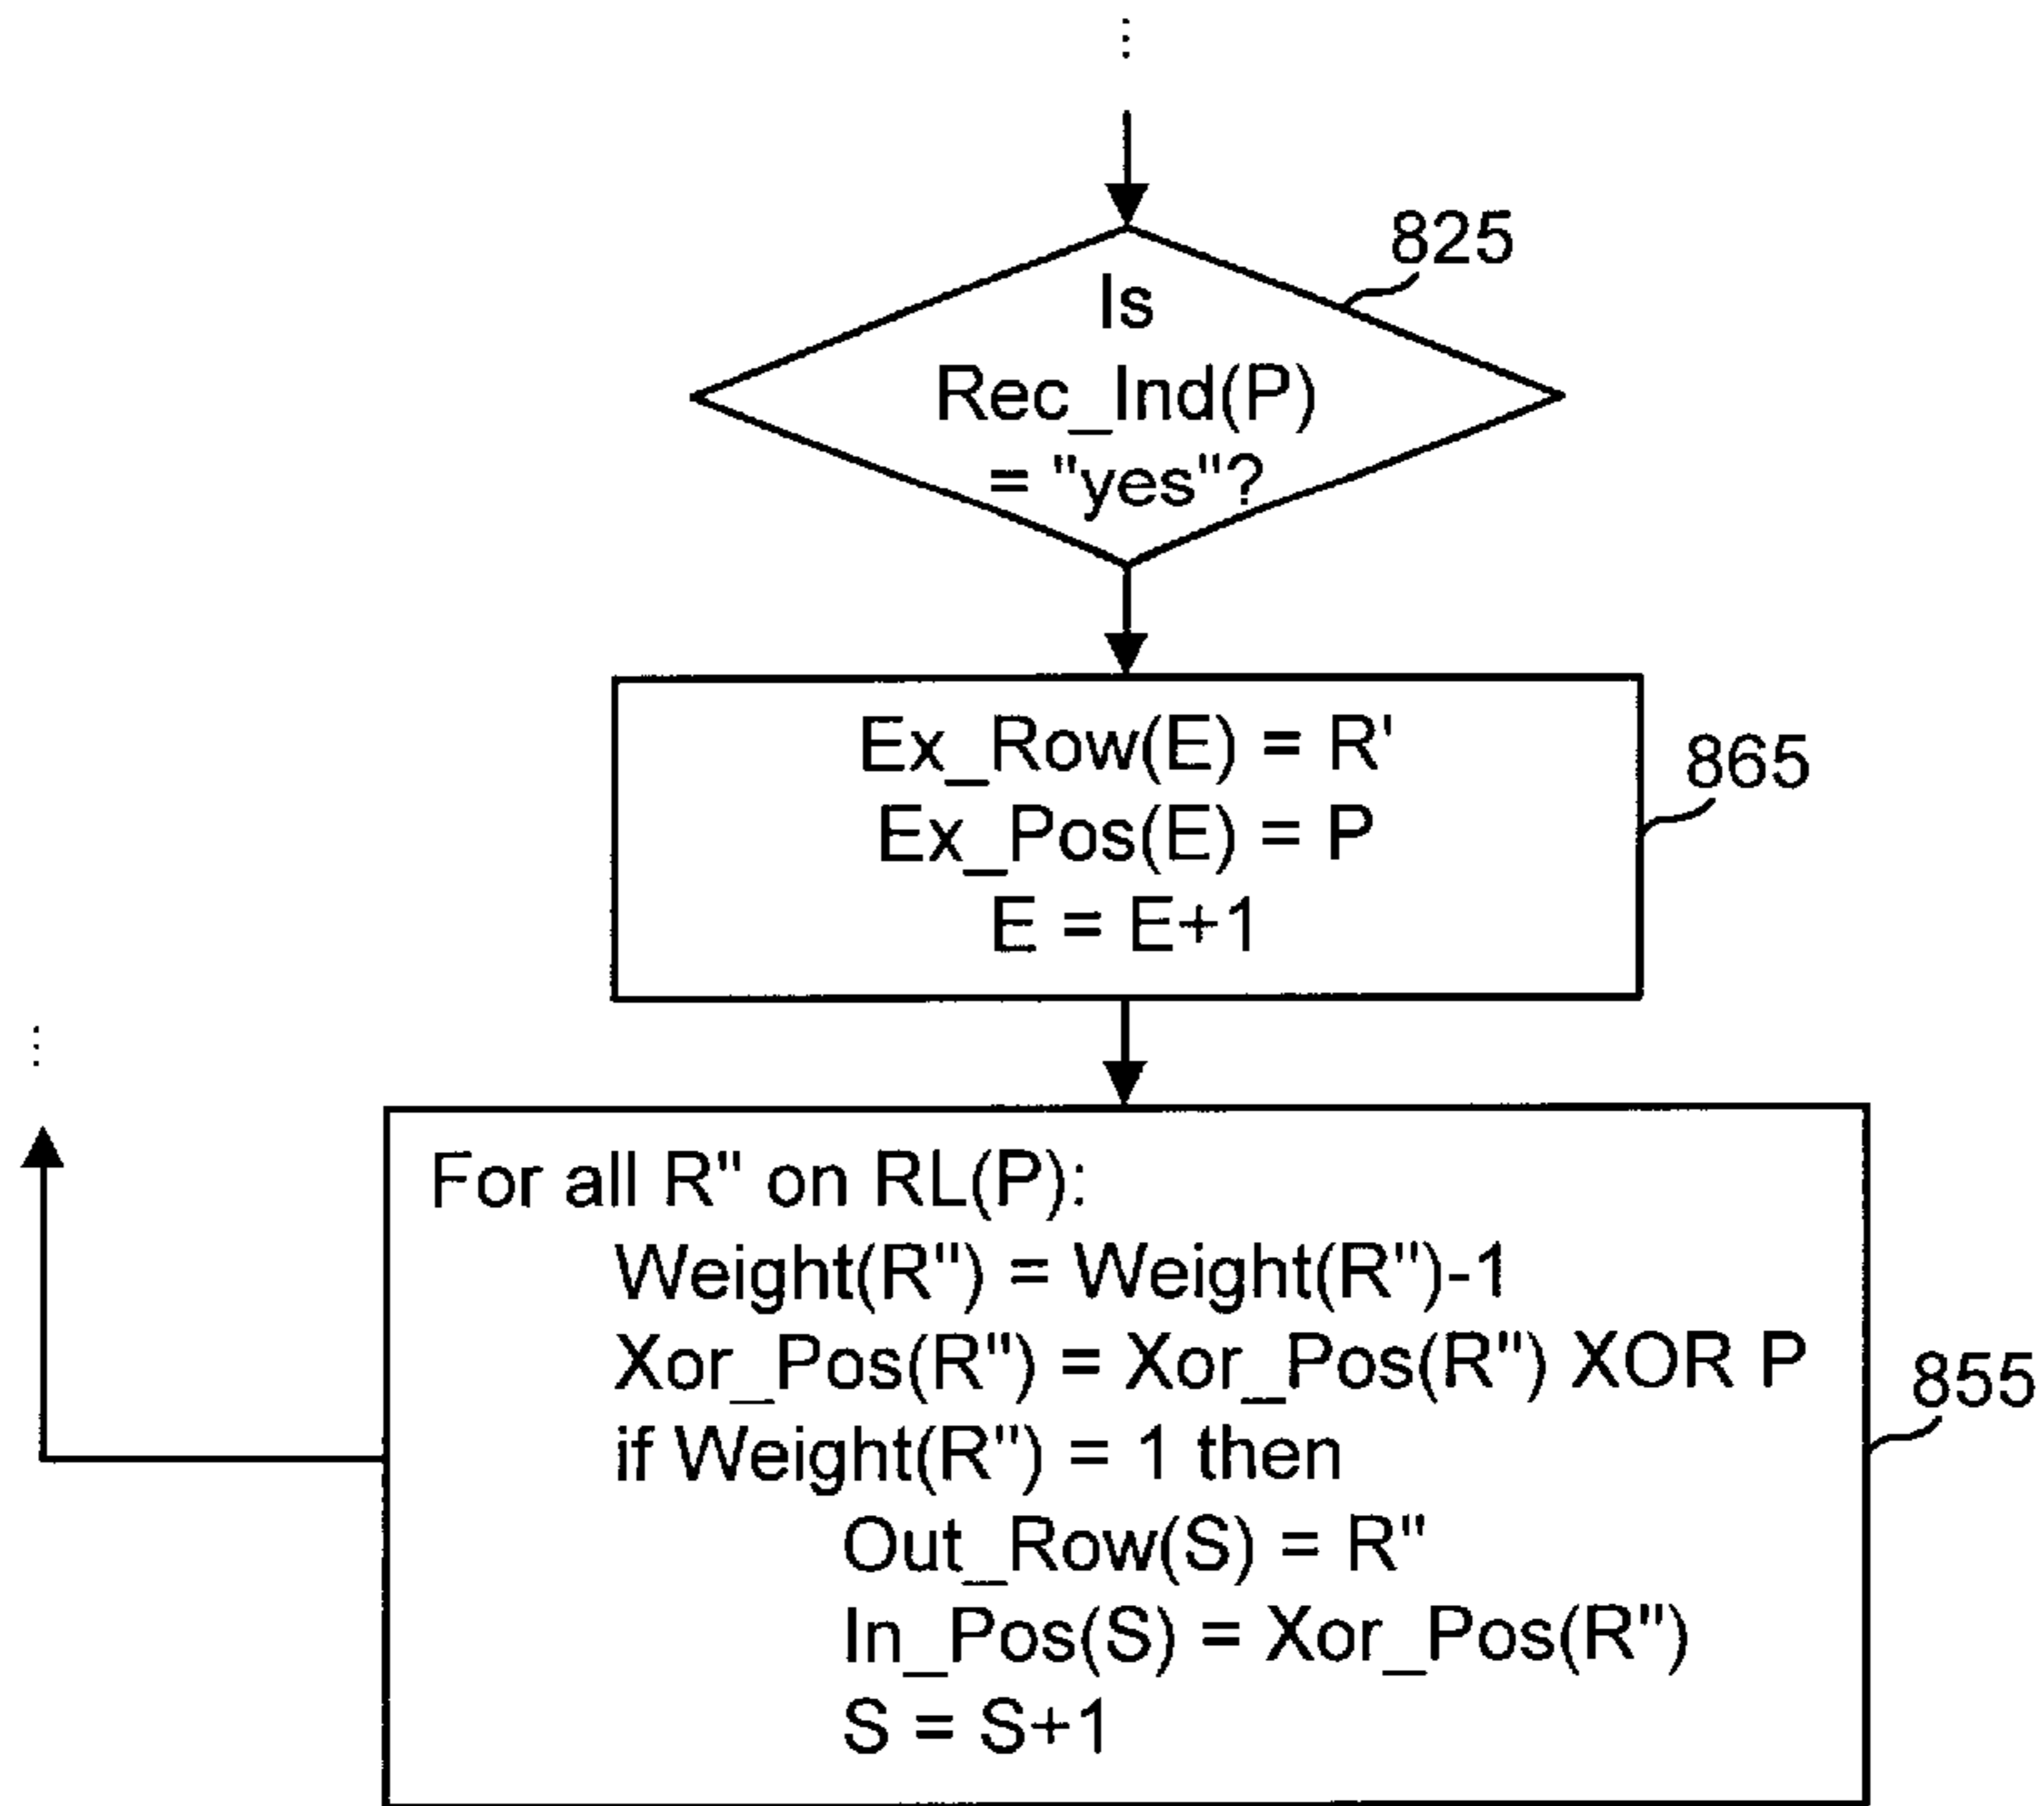 825
Is
Rec_Ind(P)
= "yes"?
Ex_Row(E) = R'
Ex_Pos(E) = P
E = E+1
865
For all R" on RL(P):
Weight(R") = Weight(R")-1
Xor_Pos(R") = Xor_Pos(R") XOR P
if Weight(R") = 1 then
Out_Row(S) = R"
In_Pos(S) = Xor_Pos(R")
S = S+1
855